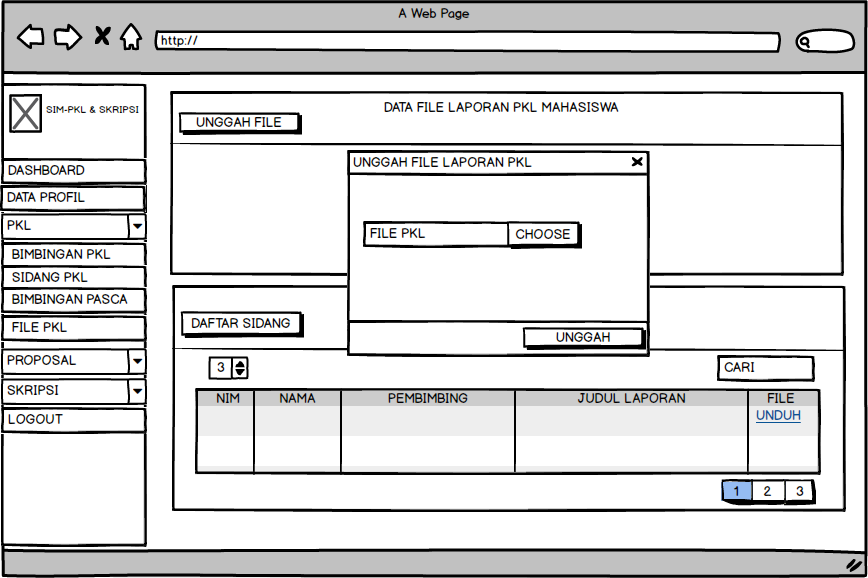 A Web Page
http://
SIM-PKL & SKRIPSI
DASHBOARD
DATA PROFIL
PKL
BIMBINGAN PKL
SIDANG PKL
BIMBINGAN PASCA
FILE PKL
PROPOSAL
SKRIPSI
LOGOUT
DATA FILE LAPORAN PKL MAHASISWA
UNGGAH FILE
UNGGAH FILE LAPORAN PKL
FILE PKL CHOOSE
UNGGAH
DAFTAR SIDANG
3 CARI
NIM NAMA PEMBIMBING JUDUL LAPORAN FILE
UNDUH
1 2 3